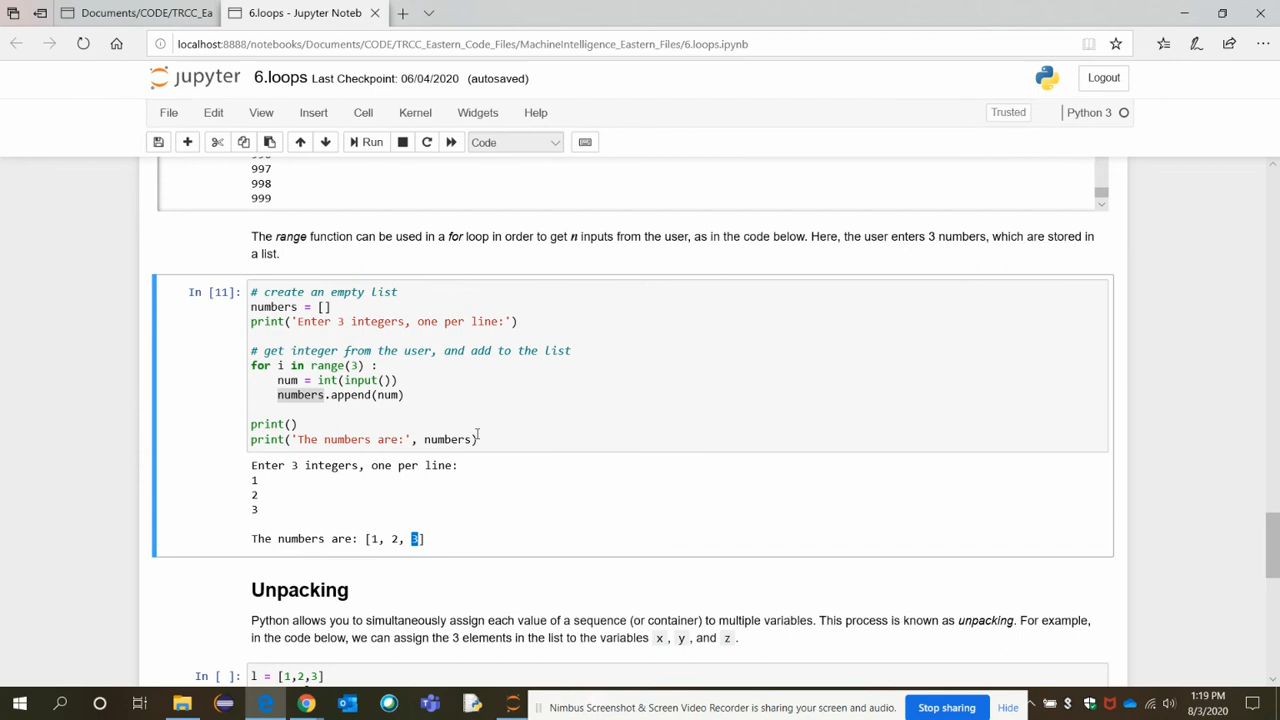 Documents/CODE/TRCC_Ea
6.loops - Jupyter Noteb
localhost:8888/notebooks/Documents/CODE/TRCC_Eastern_Code_Files/MachineIntelligence_Eastern_Files/6.loops.ipynb
jupyter 6.loops Last Checkpoint: 06/04/2020 (autosaved)
Logout
File Edit View Insert Cell Kernel Widgets Help
Trusted
Python 3
Run
Code
997
998
999
The range function can be used in a for loop in order to get n inputs from the user, as in the code below. Here, the user enters 3 numbers, which are stored in
a list.
In [11]:
# create an empty list
numbers = []
print('Enter 3 integers, one per line:')
# get integer from the user, and add to the list
for i in range(3) :
    num = int(input())
    numbers.append(num)
print()
print('The numbers are:', numbers)
Enter 3 integers, one per line:
1
2
3
The numbers are: [1, 2, 3]
Unpacking
Python allows you to simultaneously assign each value of a sequence (or container) to multiple variables. This process is known as unpacking. For example,
in the code below, we can assign the 3 elements in the list to the variables x, y, and z.
In [ ]: l = [1,2,3]
Nimbus Screenshot & Screen Video Recorder is sharing your screen and audio.
Stop sharing
Hide
1:19 PM
8/3/2020